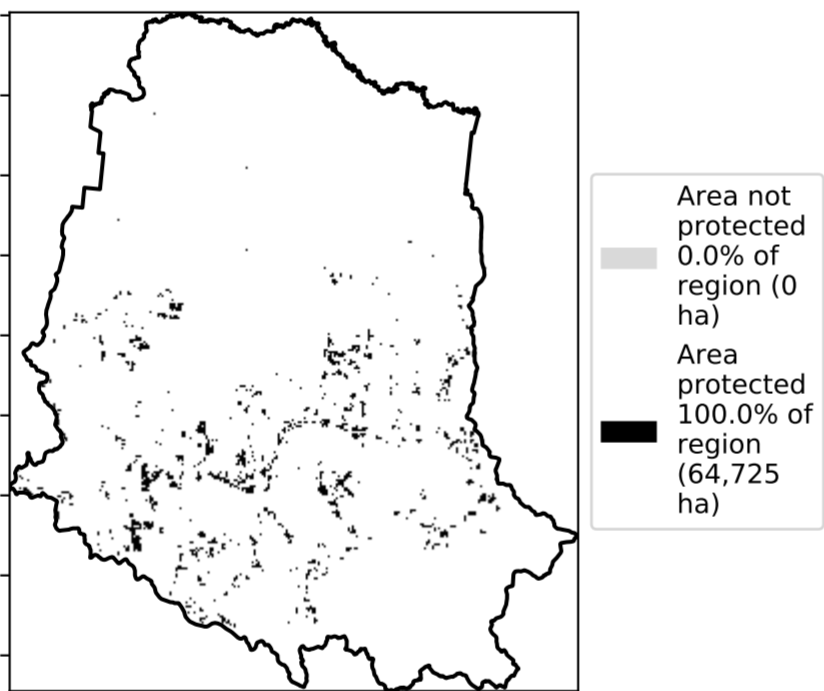 Area not
protected
0.0% of
region (0
ha)
Area
protected
100.0% of
region
(64,725
ha)